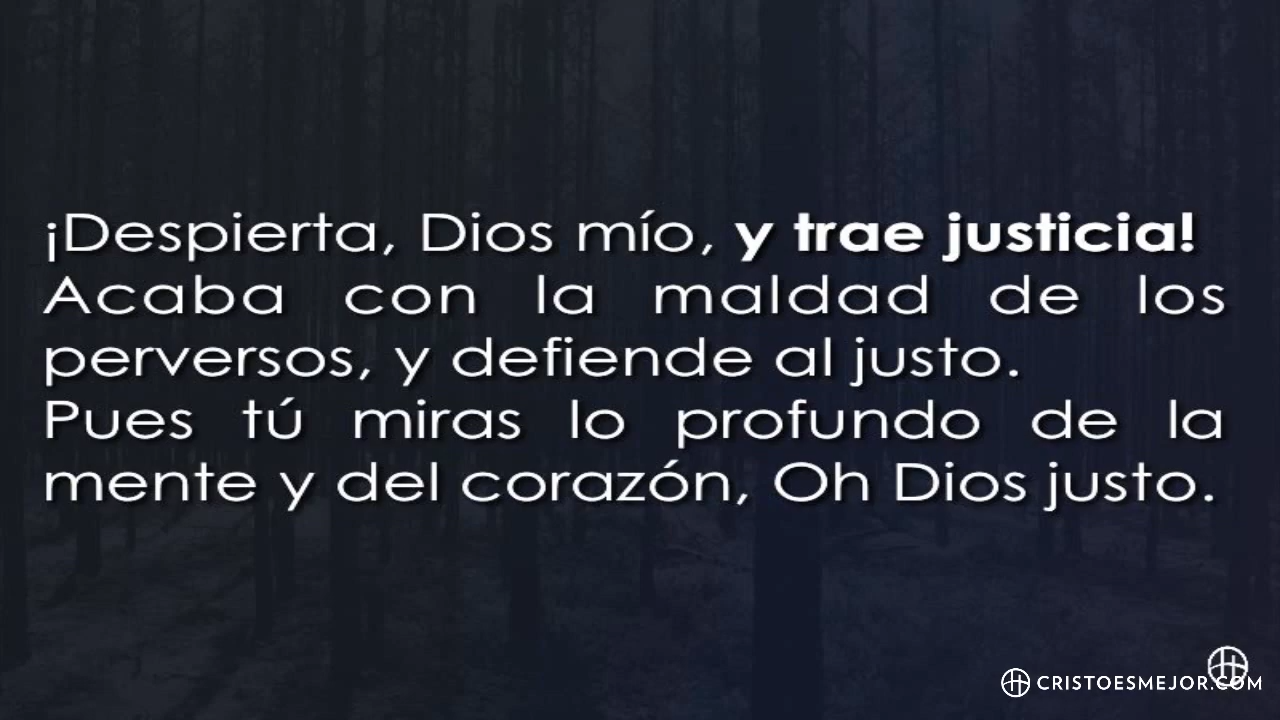 ¡Despierta, Dios mío, y trae justicia!
Acaba con la maldad de los
perversos, y defiende al justo.
Pues tú miras lo profundo de la
mente y del corazón, Oh Dios justo.
CRISTOESMEJOR.COM